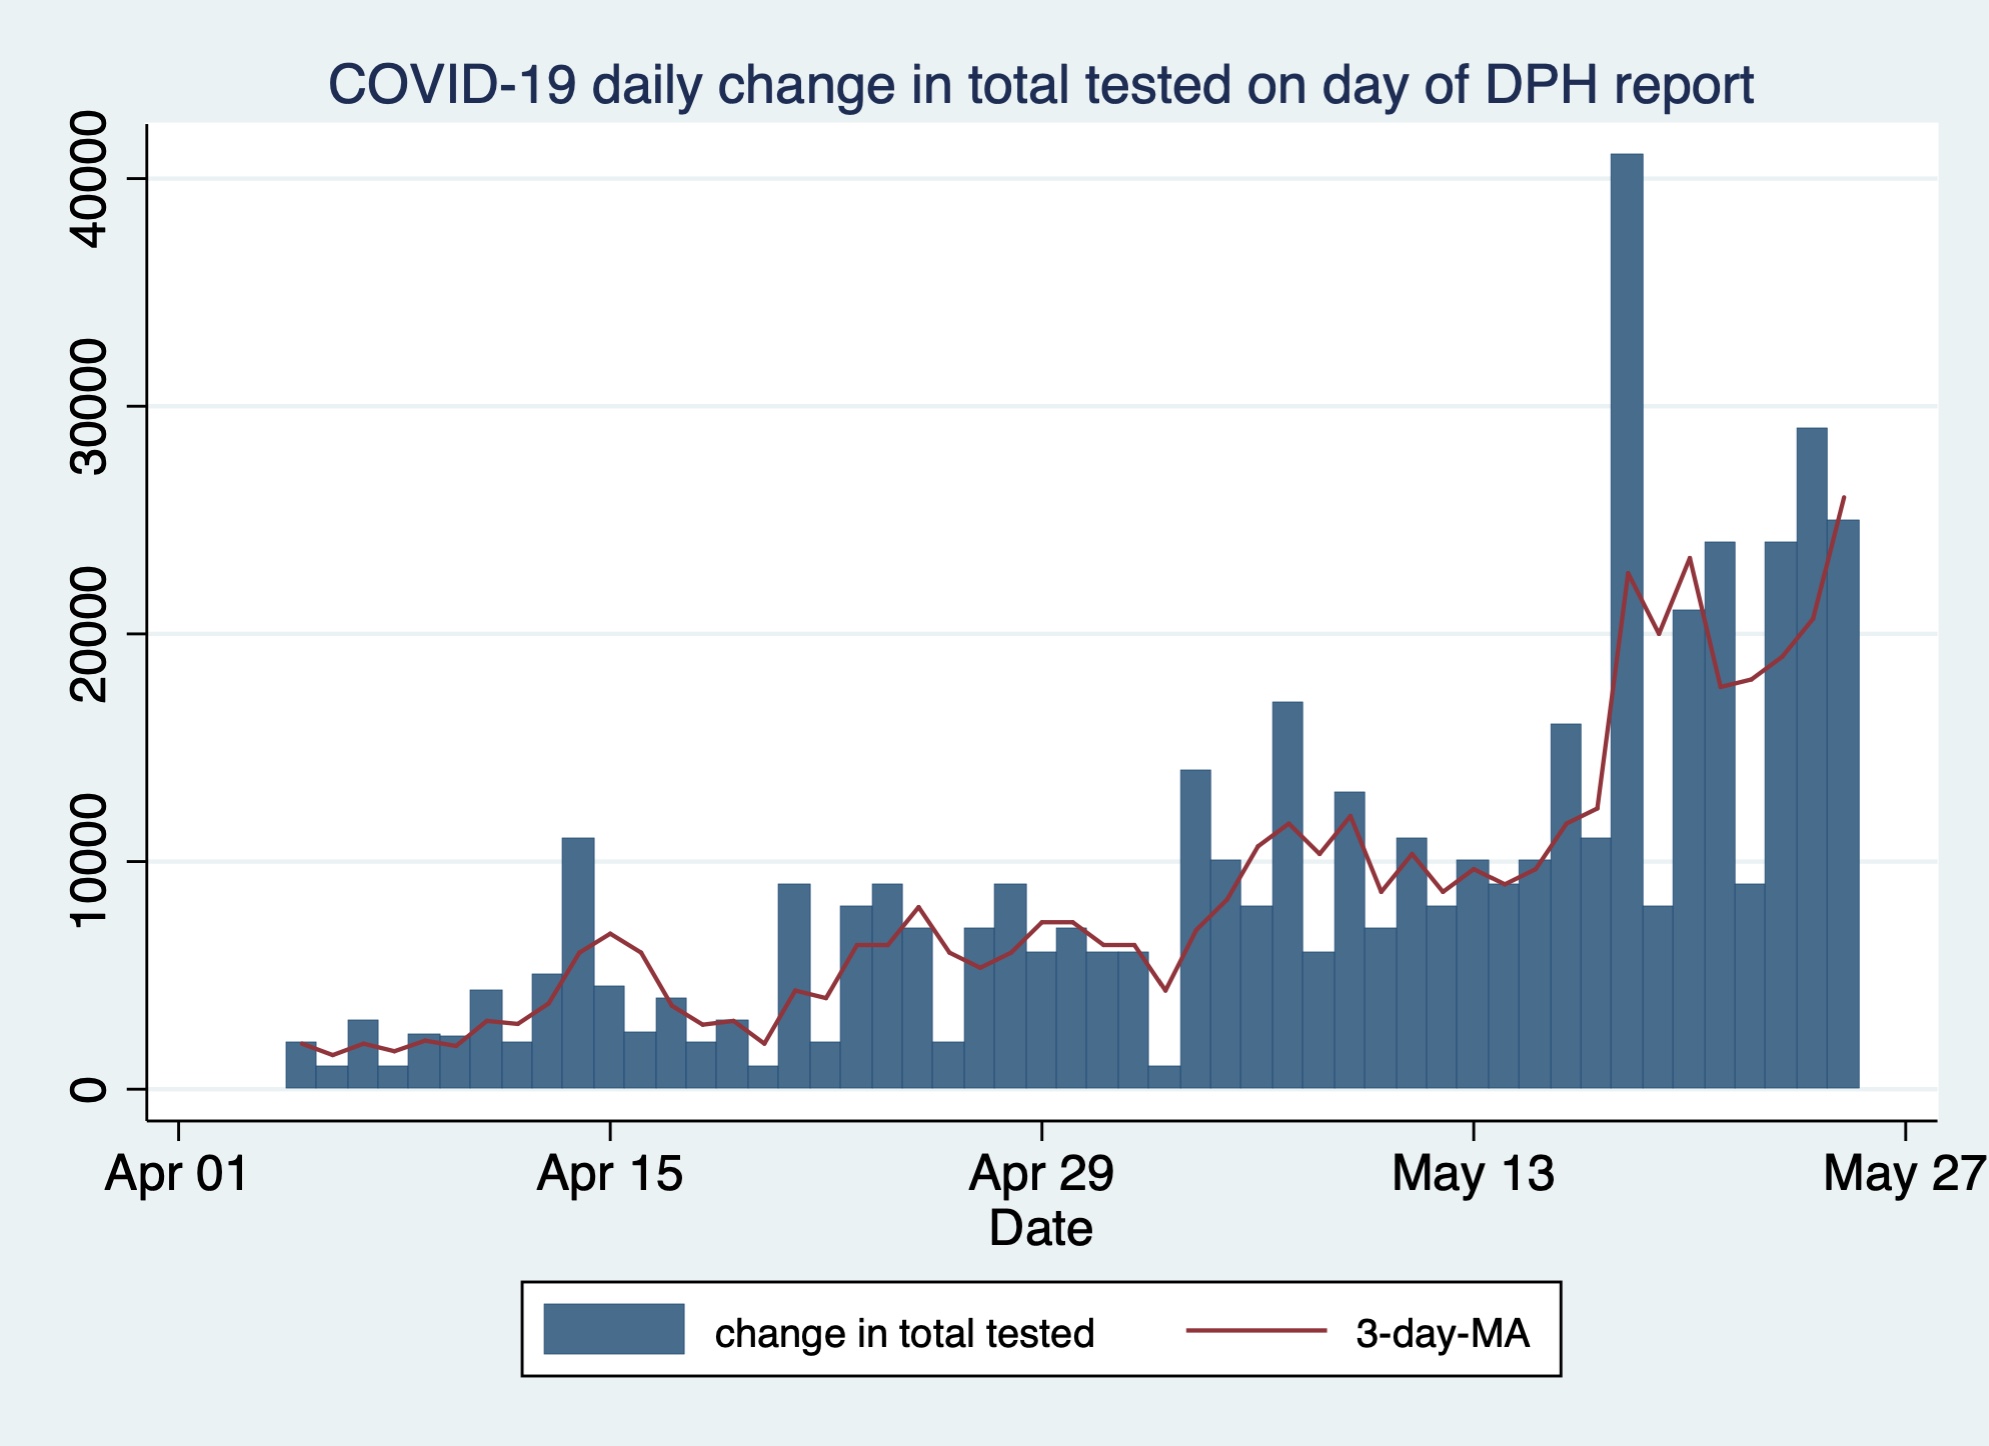 COVID-19 daily change in total tested on day of DPH report
40000
30000
20000
10000
0
Apr 01 Apr 15 Apr 29 May 13 May 27
Date
change in total tested 3-day-MA